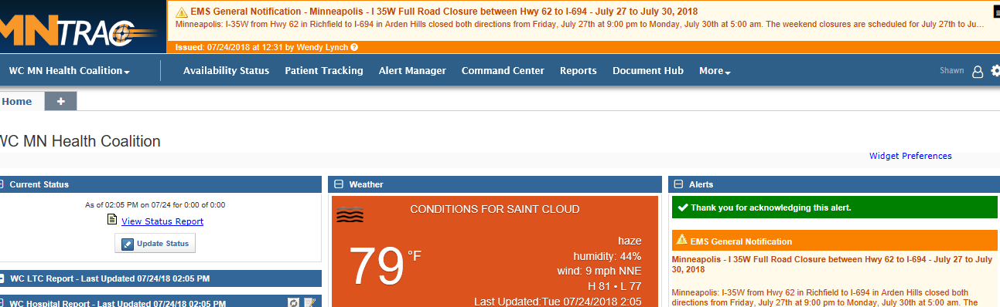 MNTRAC
EMS General Notification - Minneapolis - I 35W Full Road Closure between Hwy 62 to I-694 - July 27 to July 30, 2018
Minneapolis: I-35W from Hwy 62 in Richfield to I-694 in Arden Hills closed both directions from Friday, July 27th at 9:00 pm to Monday, July 30th at 5:00 am. The weekend closures are scheduled for July 27th to Ju...
Issued: 07/24/2018 at 12:31 by Wendy Lynch ?
WC MN Health Coalition
Availability Status
Patient Tracking
Alert Manager
Command Center
Reports
Document Hub
More
Shawn
Home
+
WC MN Health Coalition
Widget Preferences
Current Status
As of 02:05 PM on 07/24 for 0:00 of 0:00
View Status Report
Update Status
WC LTC Report - Last Updated 07/24/18 02:05 PM
WC Hospital Report - Last Updated 07/24/18 02:05 PM
Weather
CONDITIONS FOR SAINT CLOUD
79 °F
haze
humidity: 44%
wind: 9 mph NNE
H 81 • L 77
Last Updated:Tue 07/24/2018 2:05
Alerts
Thank you for acknowledging this alert.
EMS General Notification
Minneapolis - I 35W Full Road Closure between Hwy 62 to I-694 - July 27 to July
30, 2018
Minneapolis: I-35W from Hwy 62 in Richfield to I-694 in Arden Hills closed both
directions from Friday, July 27th at 9:00 pm to Monday, July 30th at 5:00 am. The